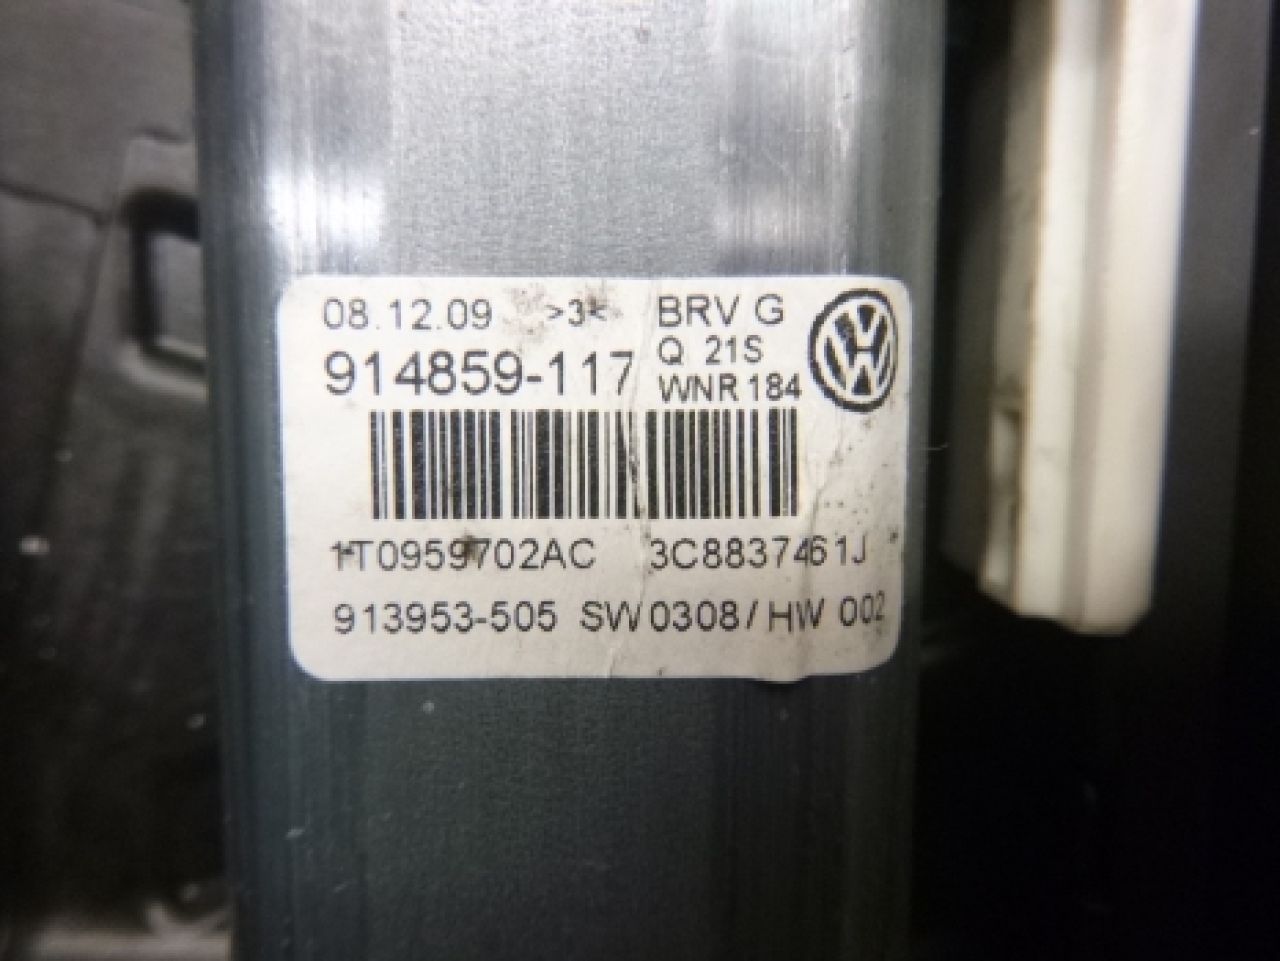 08.12.09 >3< BRV G
914859-117 Q 21S
WNR 184
1T0959702AC 3C8837461J
913953-505 SW0308/HW 002